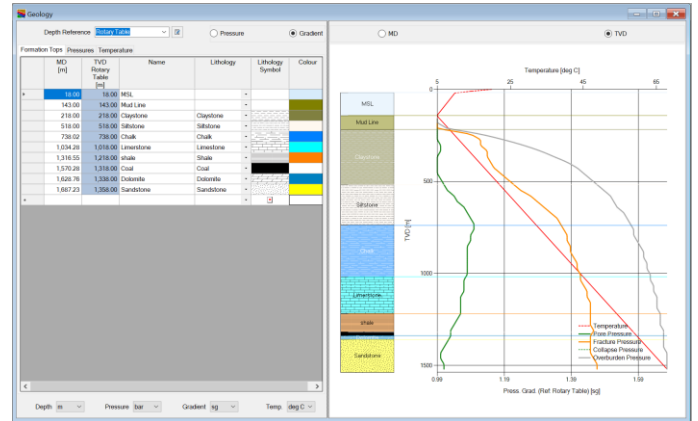 Geology
Depth Reference Rotary Table Pressure Gradient
Formation Tops Pressures Temperature
MD [m] TVD Rotary Table [m] Name Lithology Lithology Symbol Colour
18.00 18.00 MSL
143.00 143.00 Mud Line
218.00 218.00 Claystone Claystone
518.00 518.00 Siltstone Siltstone
738.02 738.00 Chalk Chalk
1,034.28 1,018.00 Limerstone Limerstone
1,316.55 1,218.00 shale Shale
1,570.28 1,318.00 Coal Coal
1,628.76 1,338.00 Dolomite Dolomite
1,687.23 1,358.00 Sandstone Sandstone
Depth m Pressure bar Gradient sg Temp. deg C
MD TVD
Temperature [deg C]
5 25 45 65
0
500
1000
1500
TVD [m]
MSL
Mud Line
Claystone
Siltstone
Chalk
Limerstone
shale
Sandstone
Temperature
Pore Pressure
Fracture Pressure
Collapse Pressure
Overburden Pressure
0.99 1.19 1.39 1.59
Press. Grad. (Ref. Rotary Table) [sg]